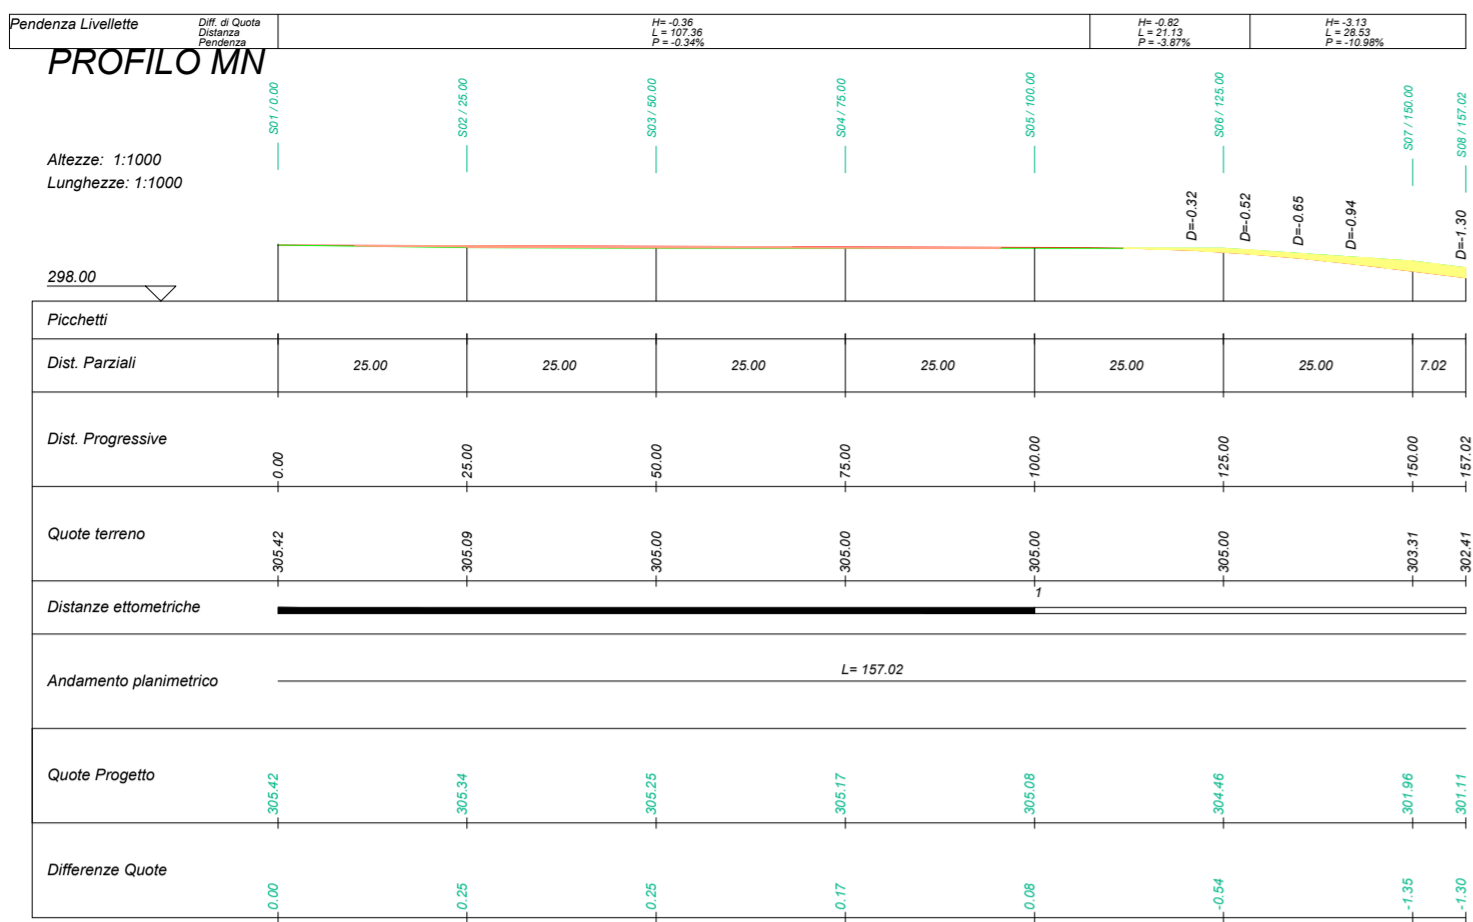 Pendenza Livellette
Diff. di Quota
Distanza
Pendenza
H= -0.36
L = 107.36
P = -0.34%
H= -0.82
L = 21.13
P = -3.87%
H= -3.13
L = 28.53
P = -10.98%
PROFILO MN
S01 / 0.00
S02 / 25.00
S03 / 50.00
S04 / 75.00
S05 / 100.00
S06 / 125.00
S07 / 150.00
S08 / 157.02
Altezze: 1:1000
Lunghezze: 1:1000
D=-0.32
D=-0.52
D=-0.65
D=-0.94
D=-1.30
298.00
Picchetti
Dist. Parziali
25.00
25.00
25.00
25.00
25.00
25.00
7.02
Dist. Progressive
0.00
25.00
50.00
75.00
100.00
125.00
150.00
157.02
Quote terreno
305.42
305.09
305.00
305.00
305.00
305.00
303.31
302.41
Distanze ettometriche
1
Andamento planimetrico
L= 157.02
Quote Progetto
305.42
305.34
305.25
305.17
305.08
304.46
301.96
301.11
Differenze Quote
0.00
0.25
0.25
0.17
0.08
-0.54
-1.35
-1.30